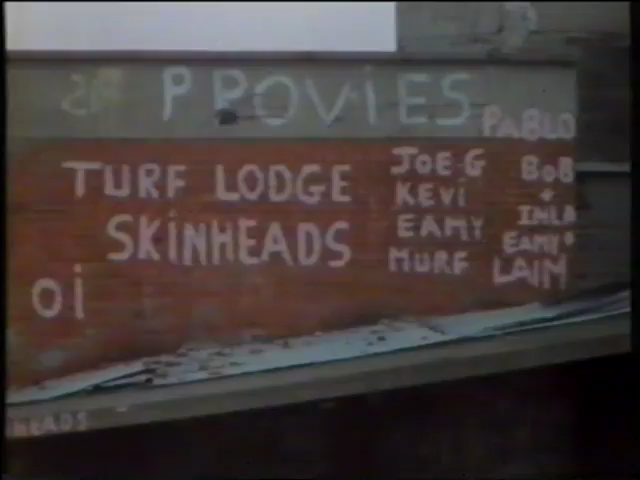 PROVIES
TURF LODGE
SKINHEADS
Oi
JOE-G
KEVi
EAMY
MURF
PABLO
BOB
+
INLA
EAMY
LAIM
HEADS